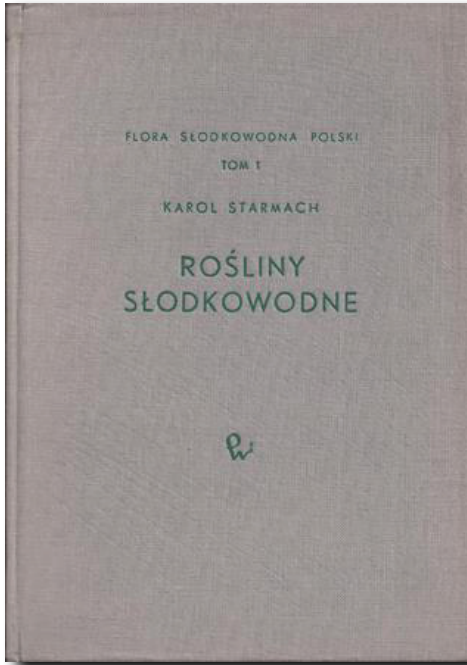 FLORA SŁODKOWODNA POLSKI
TOM 1
KAROL STARMACH
ROŚLINY
SŁODKOWODNE